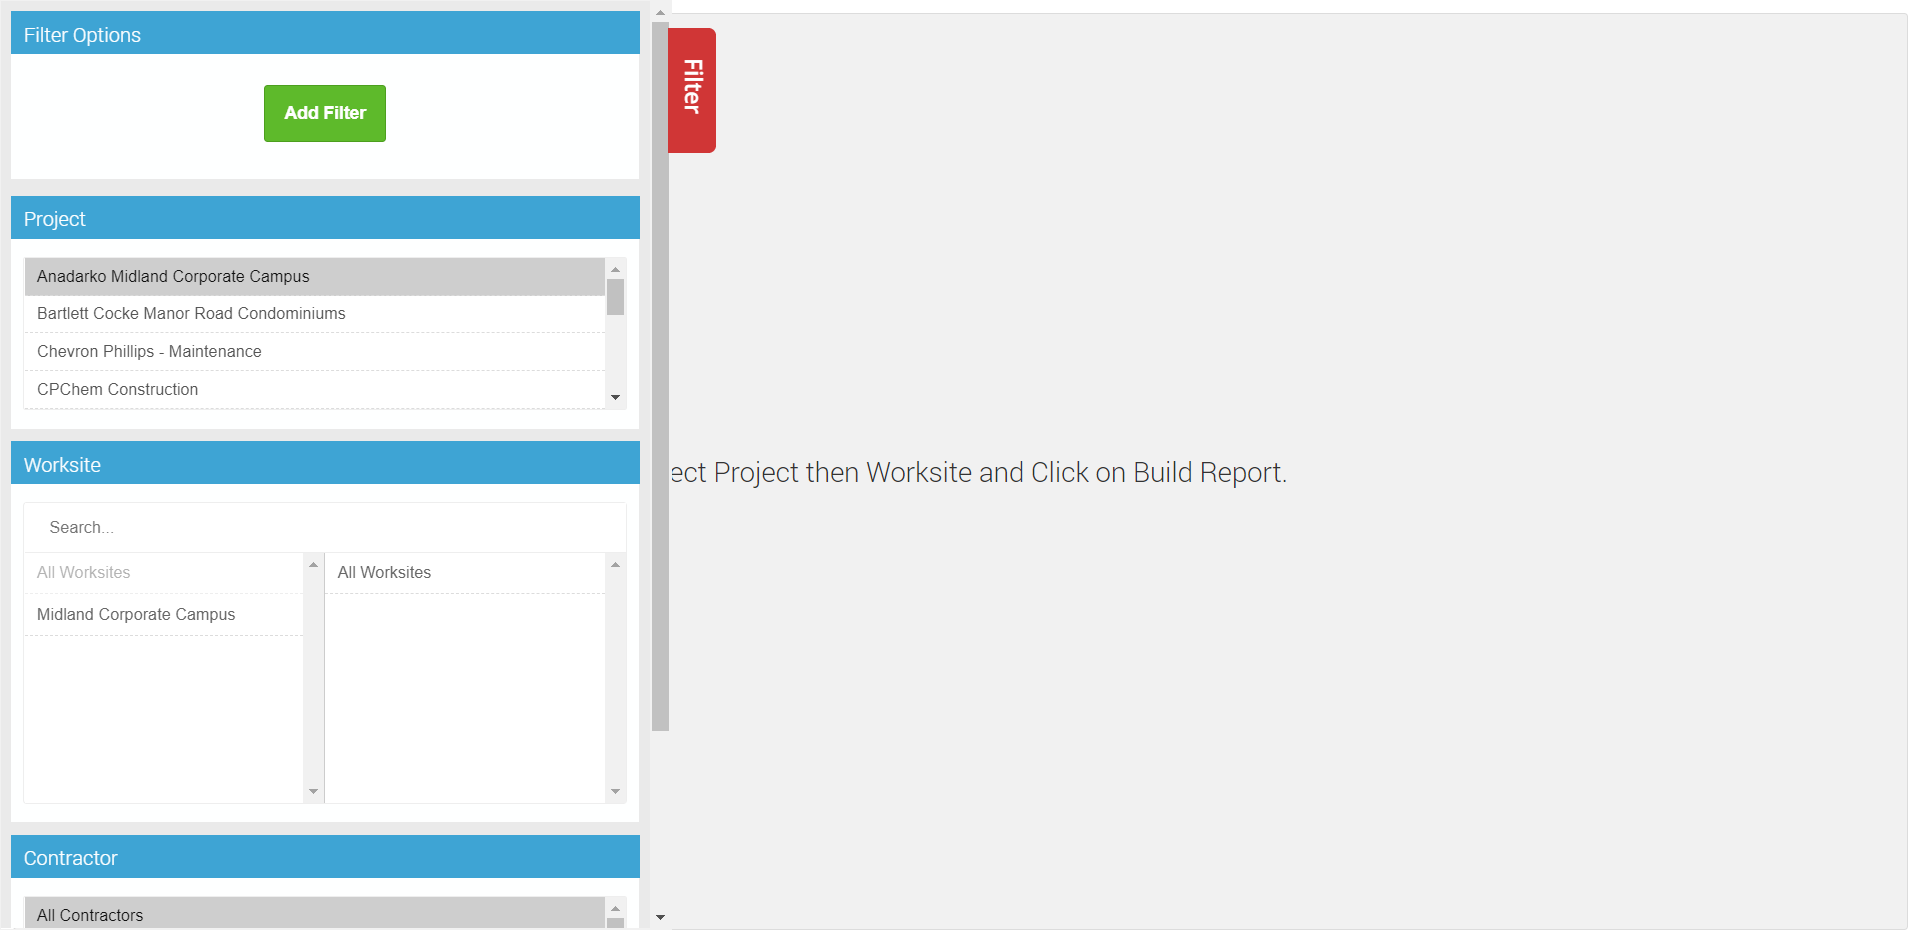 Filter Options
Add Filter
Filter
Project
Anadarko Midland Corporate Campus
Bartlett Cocke Manor Road Condominiums
Chevron Phillips - Maintenance
CPChem Construction
ect Project then Worksite and Click on Build Report.
Worksite
Search...
All Worksites
All Worksites
Midland Corporate Campus
Contractor
All Contractors